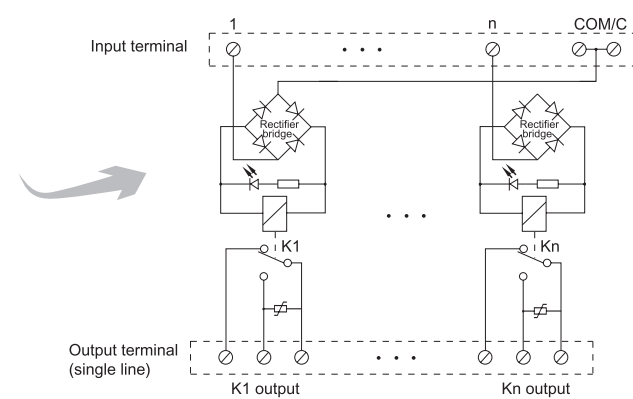 1 n COM/C
Input terminal
Rectifier
bridge
Rectifier
bridge
K1
Kn
Output terminal
(single line)
K1 output
Kn output